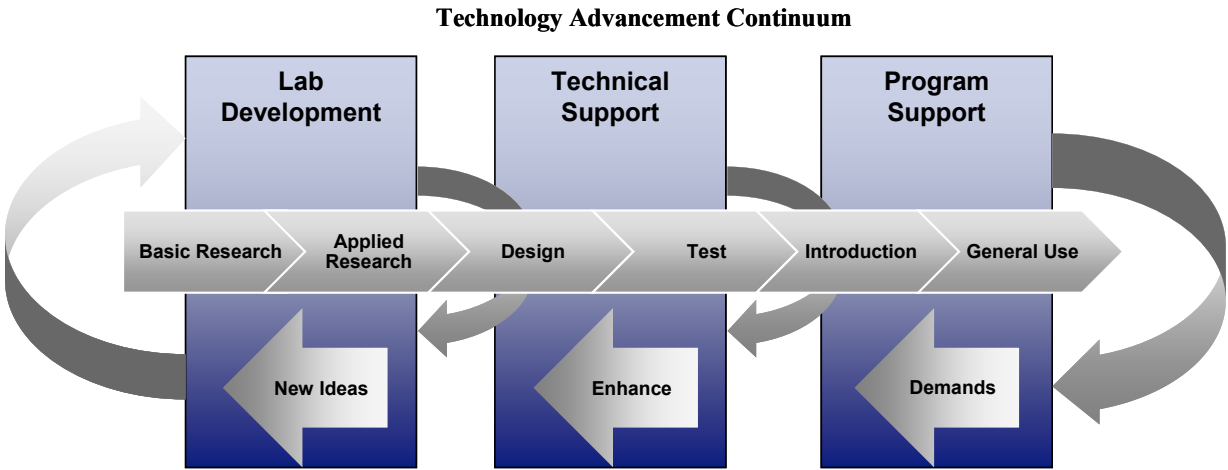 Technology Advancement Continuum
Lab
Development
Technical
Support
Program
Support
Basic Research
Applied
Research
Design
Test
Introduction
General Use
New Ideas
Enhance
Demands